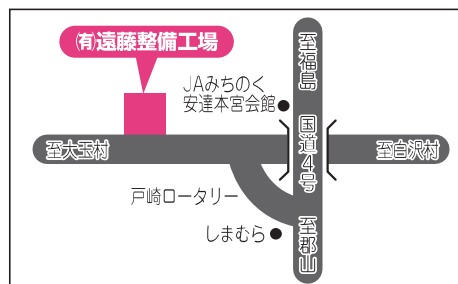 ㈲遠藤整備工場
至福島
JAみちのく
安達本宮会館
国道4号
至大玉村
至白沢村
戸崎ロータリー
しまむら
至郡山